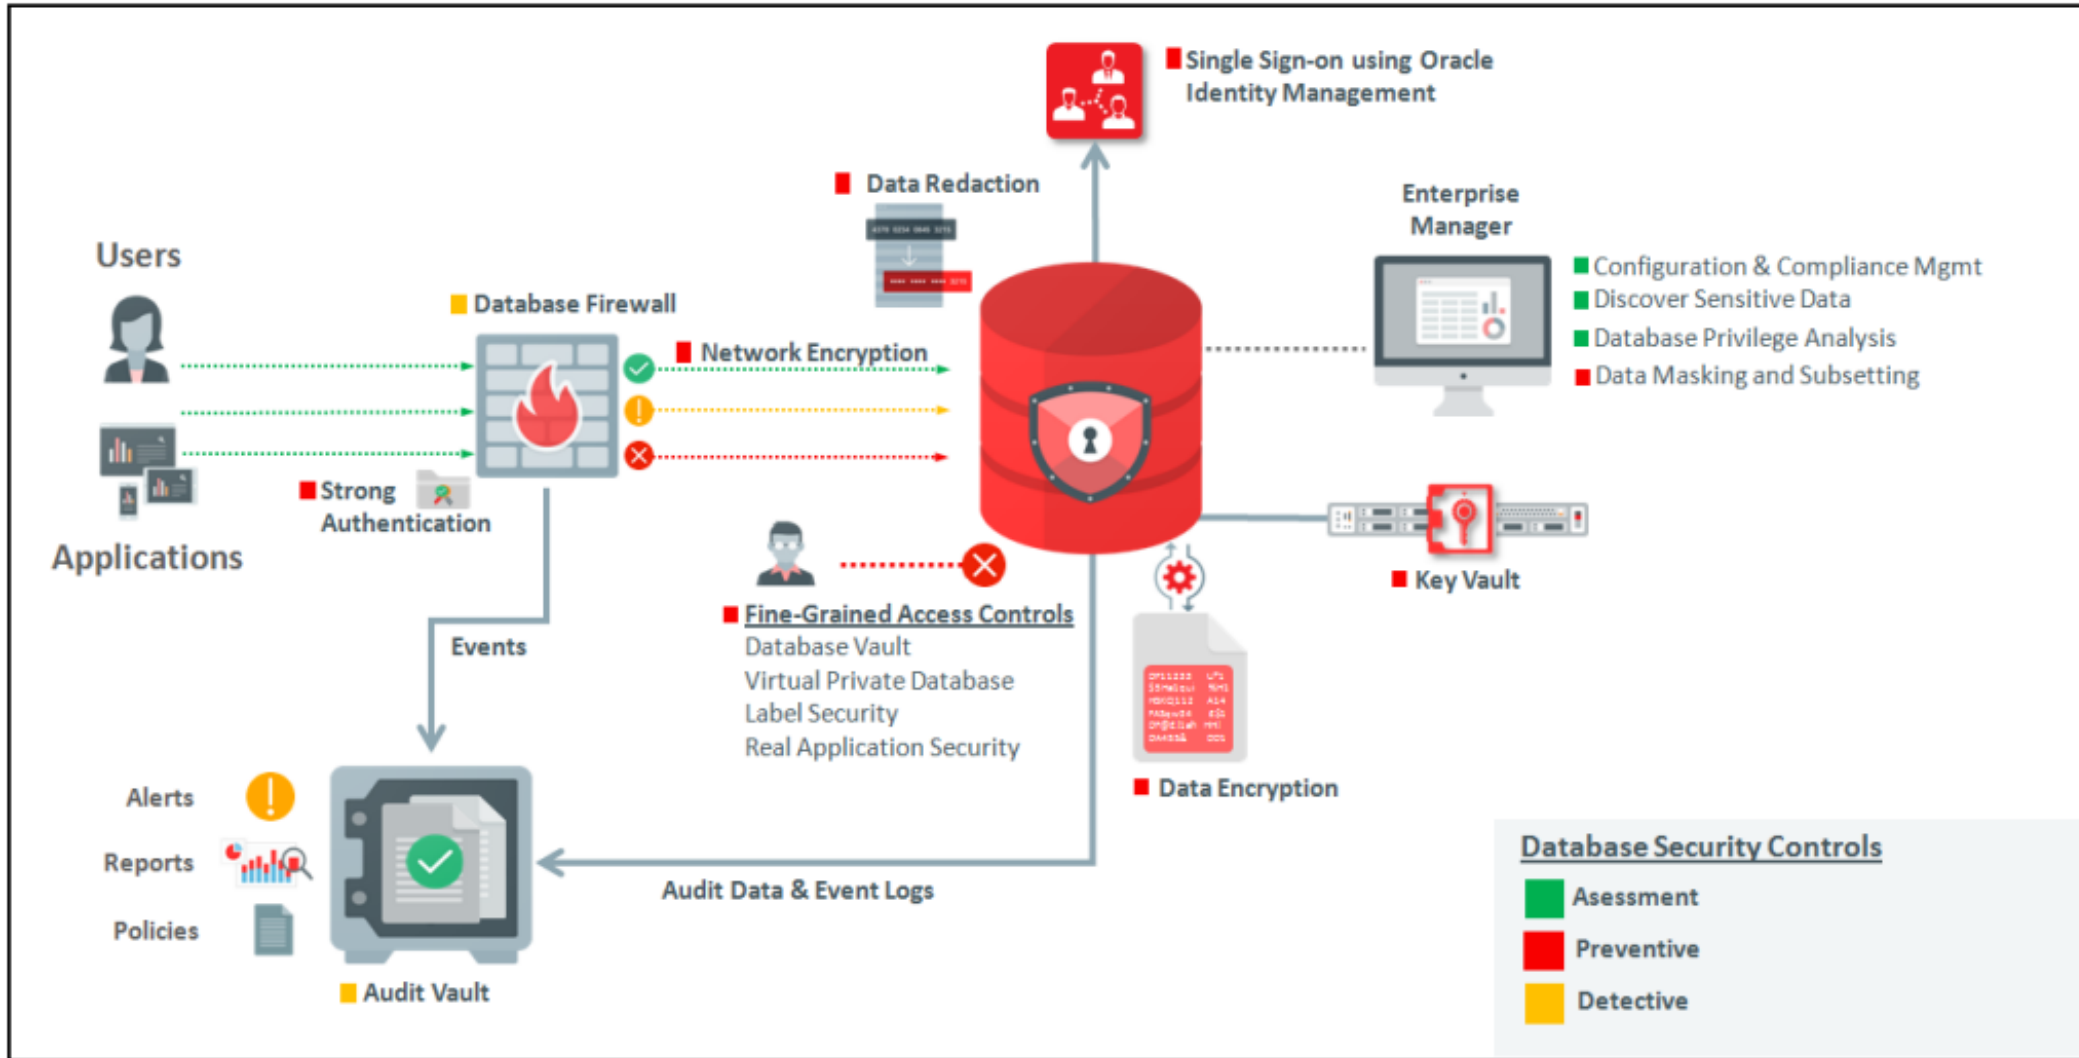 Single Sign-on using Oracle
Identity Management
Data Redaction
Enterprise
Manager
Configuration & Compliance Mgmt
Discover Sensitive Data
Database Privilege Analysis
Data Masking and Subsetting
Users
Database Firewall
Network Encryption
Strong
Authentication
Applications
Key Vault
Fine-Grained Access Controls
Database Vault
Virtual Private Database
Label Security
Real Application Security
Events
Data Encryption
Alerts
Reports
Policies
Audit Data & Event Logs
Audit Vault
Database Security Controls
Asessment
Preventive
Detective